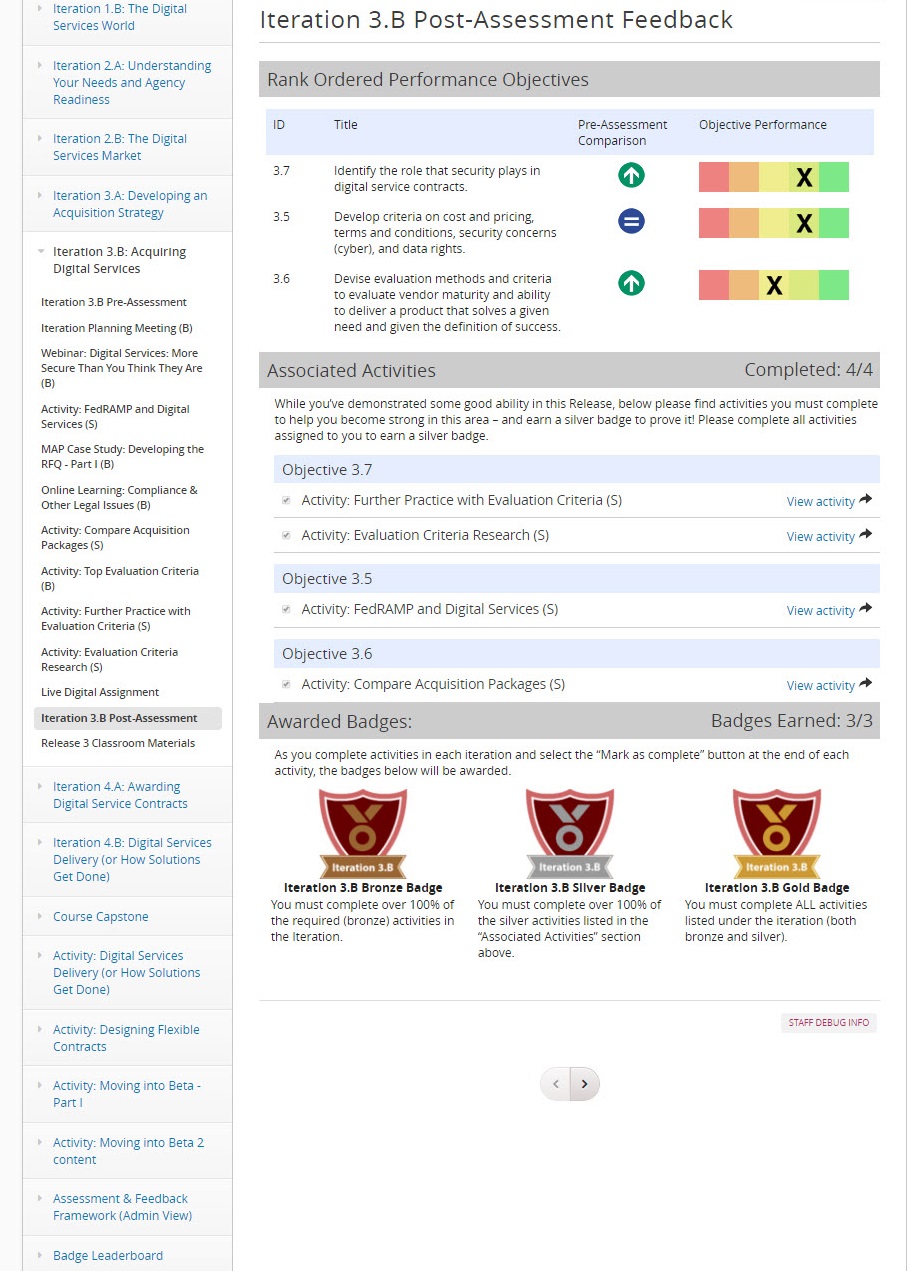 Iteration 1.B: The Digital
Services World
Iteration 2.A: Understanding
Your Needs and Agency
Readiness
Iteration 2.B: The Digital
Services Market
Iteration 3.A: Developing an
Acquisition Strategy
Iteration 3.B: Acquiring
Digital Services
Iteration 3.B Pre-Assessment
Iteration Planning Meeting (B)
Webinar: Digital Services: More
Secure Than You Think They Are
(B)
Activity: FedRAMP and Digital
Services (S)
MAP Case Study: Developing the
RFQ - Part I (B)
Online Learning: Compliance &
Other Legal Issues (B)
Activity: Compare Acquisition
Packages (S)
Activity: Top Evaluation Criteria
(B)
Activity: Further Practice with
Evaluation Criteria (S)
Activity: Evaluation Criteria
Research (S)
Live Digital Assignment
Iteration 3.B Post-Assessment
Release 3 Classroom Materials
Iteration 4.A: Awarding
Digital Service Contracts
Iteration 4.B: Digital Services
Delivery (or How Solutions
Get Done)
Course Capstone
Activity: Digital Services
Delivery (or How Solutions
Get Done)
Activity: Designing Flexible
Contracts
Activity: Moving into Beta -
Part I
Activity: Moving into Beta 2
content
Assessment & Feedback
Framework (Admin View)
Badge Leaderboard
Iteration 3.B Post-Assessment Feedback
Rank Ordered Performance Objectives
ID Title Pre-Assessment Comparison Objective Performance
3.7 Identify the role that security plays in
digital service contracts.
X
3.5 Develop criteria on cost and pricing,
terms and conditions, security concerns
(cyber), and data rights.
X
3.6 Devise evaluation methods and criteria
to evaluate vendor maturity and ability
to deliver a product that solves a given
need and given the definition of success.
X
Associated Activities Completed: 4/4
While you’ve demonstrated some good ability in this Release, below please find activities you must complete
to help you become strong in this area – and earn a silver badge to prove it! Please complete all activities
assigned to you to earn a silver badge.
Objective 3.7
Activity: Further Practice with Evaluation Criteria (S) View activity
Activity: Evaluation Criteria Research (S) View activity
Objective 3.5
Activity: FedRAMP and Digital Services (S) View activity
Objective 3.6
Activity: Compare Acquisition Packages (S) View activity
Awarded Badges: Badges Earned: 3/3
As you complete activities in each iteration and select the “Mark as complete” button at the end of each
activity, the badges below will be awarded.
Iteration 3.B
Iteration 3.B Bronze Badge
You must complete over 100% of
the required (bronze) activities in
the Iteration.
Iteration 3.B
Iteration 3.B Silver Badge
You must complete over 100% of
the silver activities listed in the
“Associated Activities” section
above.
Iteration 3.B
Iteration 3.B Gold Badge
You must complete ALL activities
listed under the iteration (both
bronze and silver).
STAFF DEBUG INFO